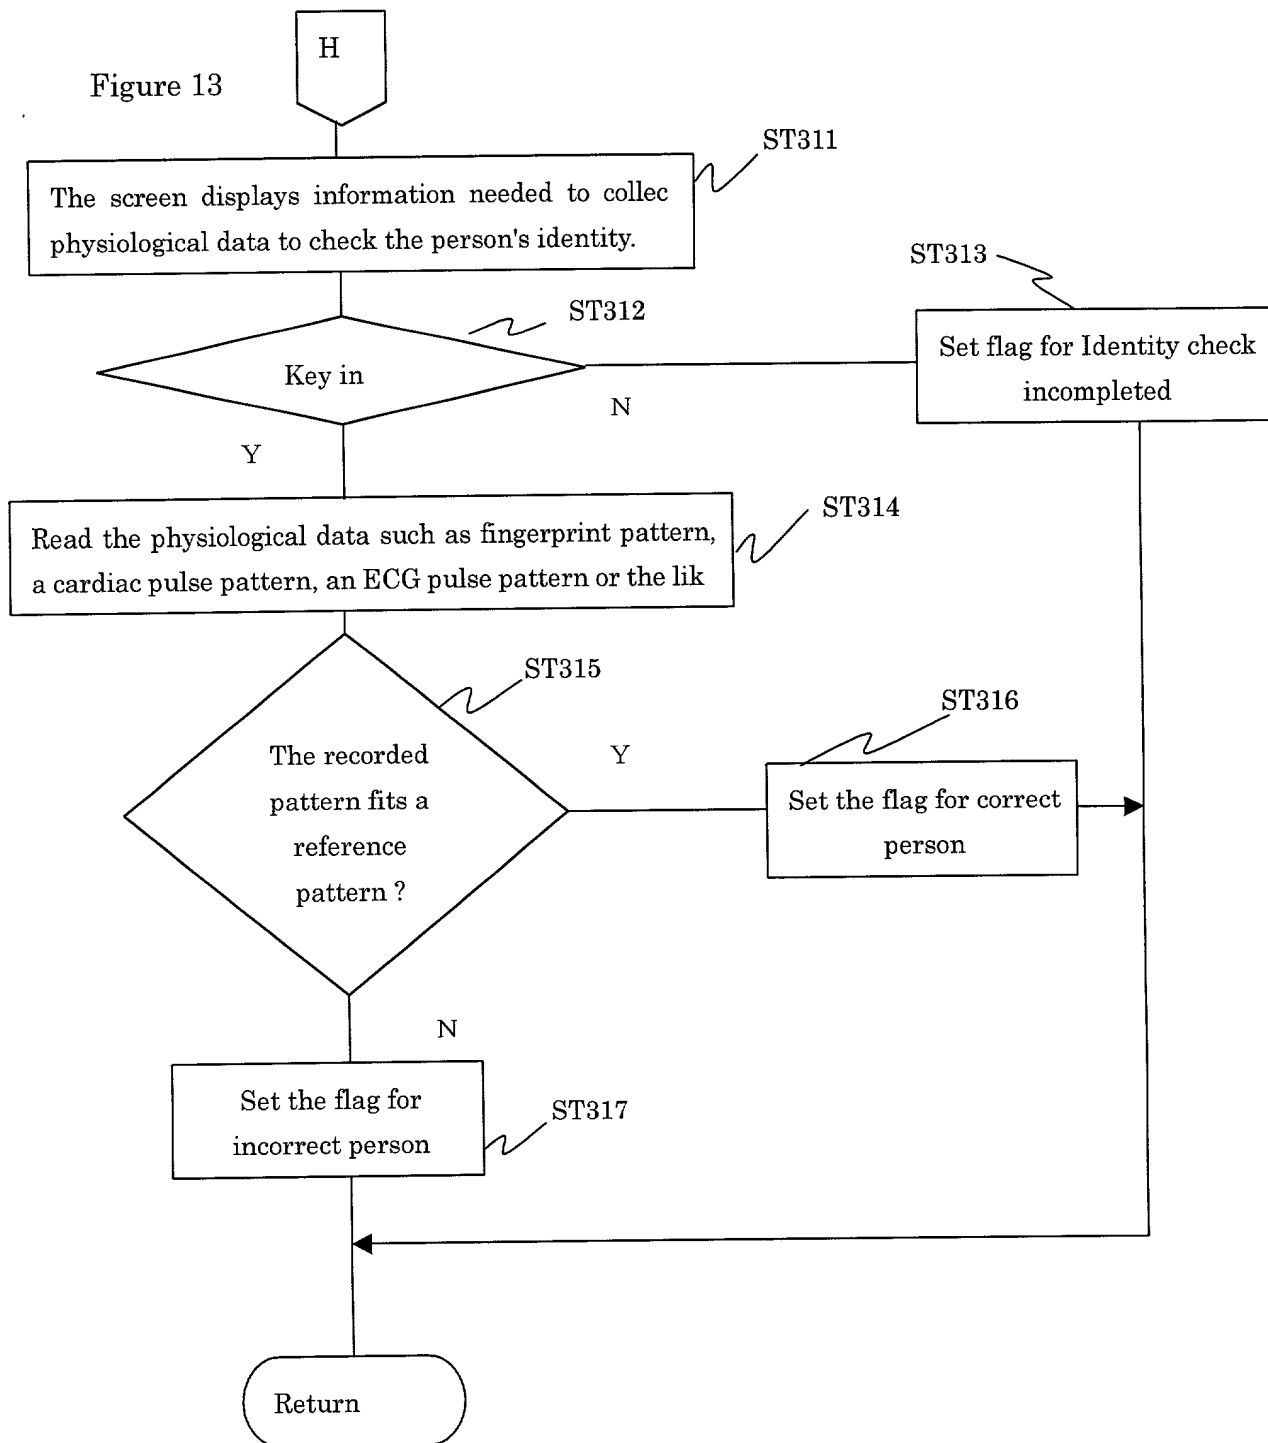 H
Figure 13
ST311
The screen displays information needed to collec
physiological data to check the person's identity.
ST313
ST312
Set flag for Identity check
incompleted
Key in
N
Y
ST314
Read the physiological data such as fingerprint pattern,
a cardiac pulse pattern, an ECG pulse pattern or the lik
ST315
ST316
The recorded
pattern fits a
reference
pattern ?
Y
Set the flag for correct
person
N
Set the flag for
incorrect person
ST317
Return